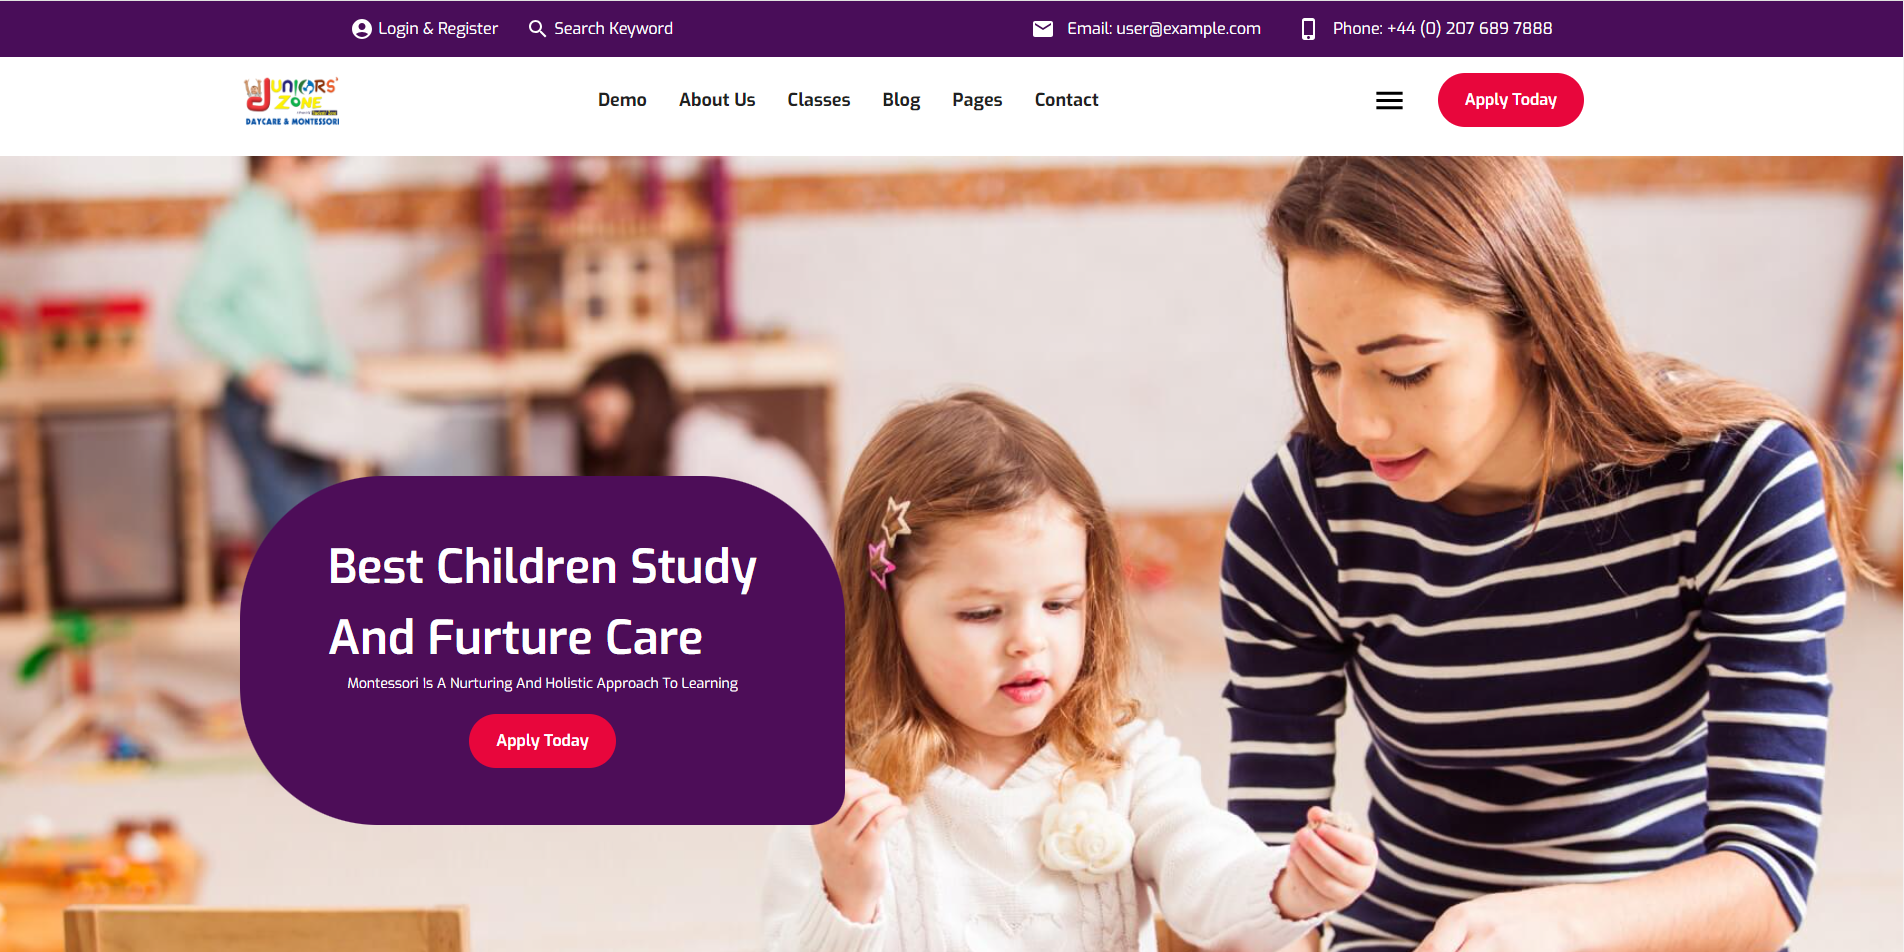 Login & Register
Search Keyword
Email: user@example.com
Phone: +44 (0) 207 689 7888
JUNIORS'
ZONE
DAYCARE & MONTESSORI
Demo
About Us
Classes
Blog
Pages
Contact
Apply Today
Best Children Study
And Furture Care
Montessori Is A Nurturing And Holistic Approach To Learning
Apply Today